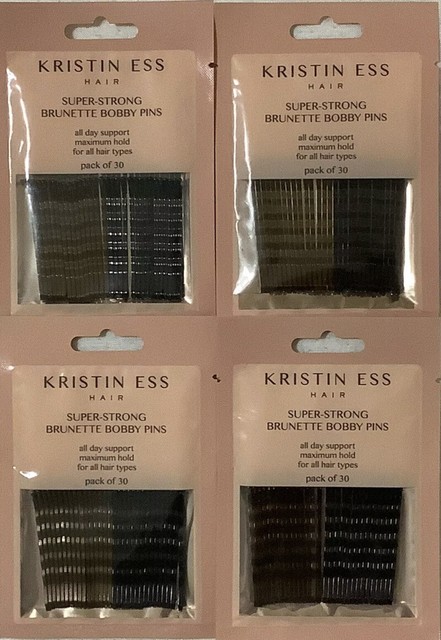 KRISTIN ESS
HAIR
SUPER-STRONG
BRUNETTE BOBBY PINS
all day support
maximum hold
for all hair types
pack of 30
KRISTIN ESS
HAIR
SUPER-STRONG
BRUNETTE BOBBY PINS
all day support
maximum hold
for all hair types
pack of 30
KRISTIN ESS
HAIR
SUPER-STRONG
BRUNETTE BOBBY PINS
all day support
maximum hold
for all hair types
pack of 30
KRISTIN ESS
HAIR
SUPER-STRONG
BRUNETTE BOBBY PINS
all day support
maximum hold
for all hair types
pack of 30